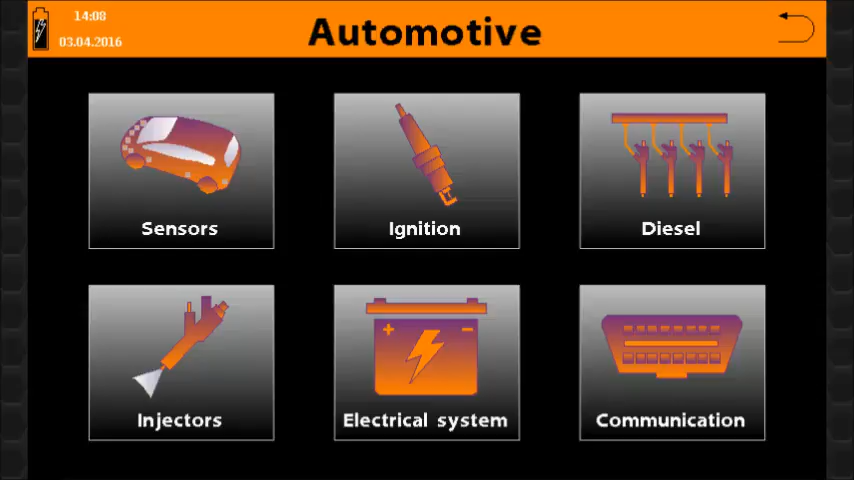 14:08
03.04.2016
Automotive
Sensors
Ignition
Diesel
Injectors
+ −
Electrical system
Communication